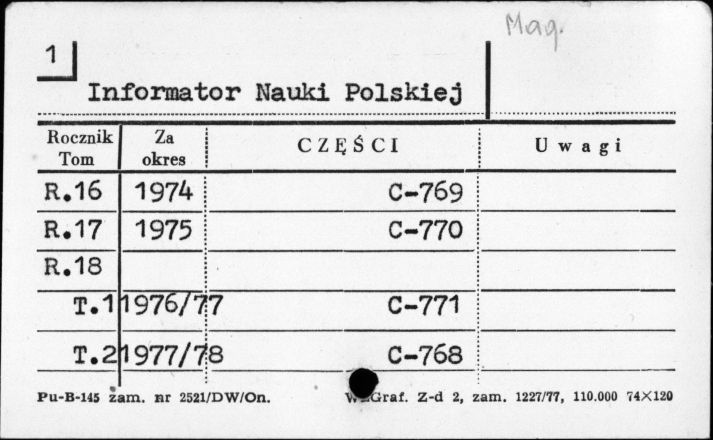 Mag.
1
Informator Nauki Polskiej
Rocznik Tom Za okres CZĘŚCI Uwagi
R.16 1974 C-769
R.17 1975 C-770
R.18
T.1 1976/77 C-771
T.2 1977/78 C-768
Pu-B-145 zam. nr 2521/DW/On. Graf. Z-d 2, zam. 1227/77, 110.000 74×120